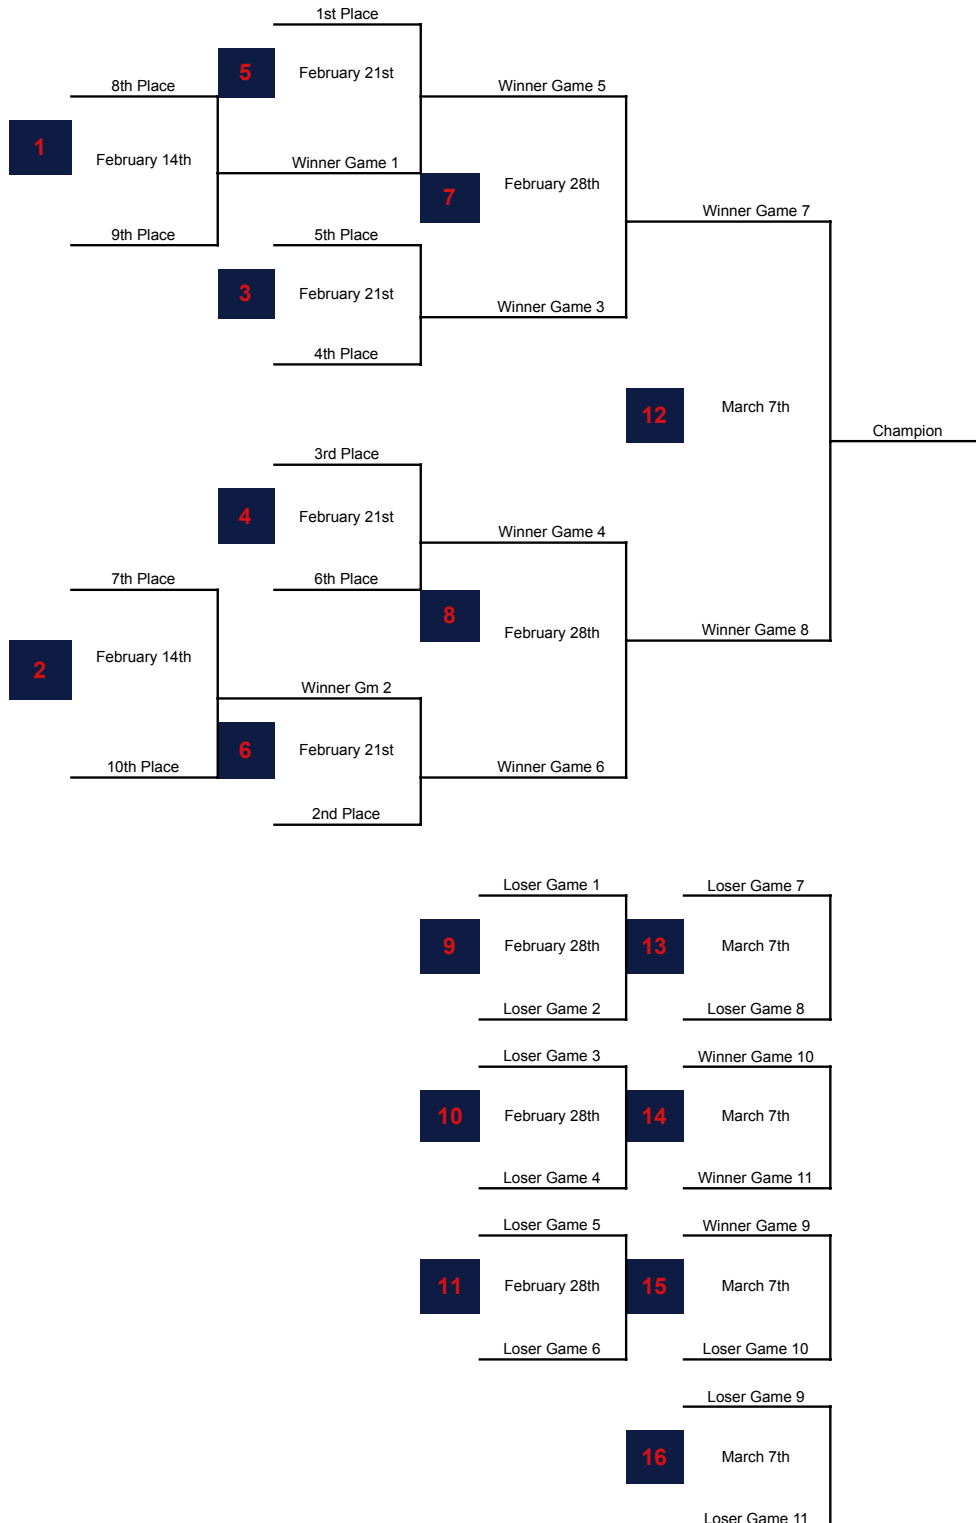 1st Place
5
February 21st
8th Place
Winner Game 5
1
February 14th
Winner Game 1
7
February 28th
Winner Game 7
9th Place
5th Place
3
February 21st
Winner Game 3
4th Place
12
March 7th
Champion
3rd Place
4
February 21st
Winner Game 4
7th Place
6th Place
8
February 28th
Winner Game 8
2
February 14th
Winner Gm 2
6
February 21st
10th Place
Winner Game 6
2nd Place
Loser Game 1
Loser Game 7
9
February 28th
13
March 7th
Loser Game 2
Loser Game 8
Loser Game 3
Winner Game 10
10
February 28th
14
March 7th
Loser Game 4
Winner Game 11
Loser Game 5
Winner Game 9
11
February 28th
15
March 7th
Loser Game 6
Loser Game 10
Loser Game 9
16
March 7th
Loser Game 11